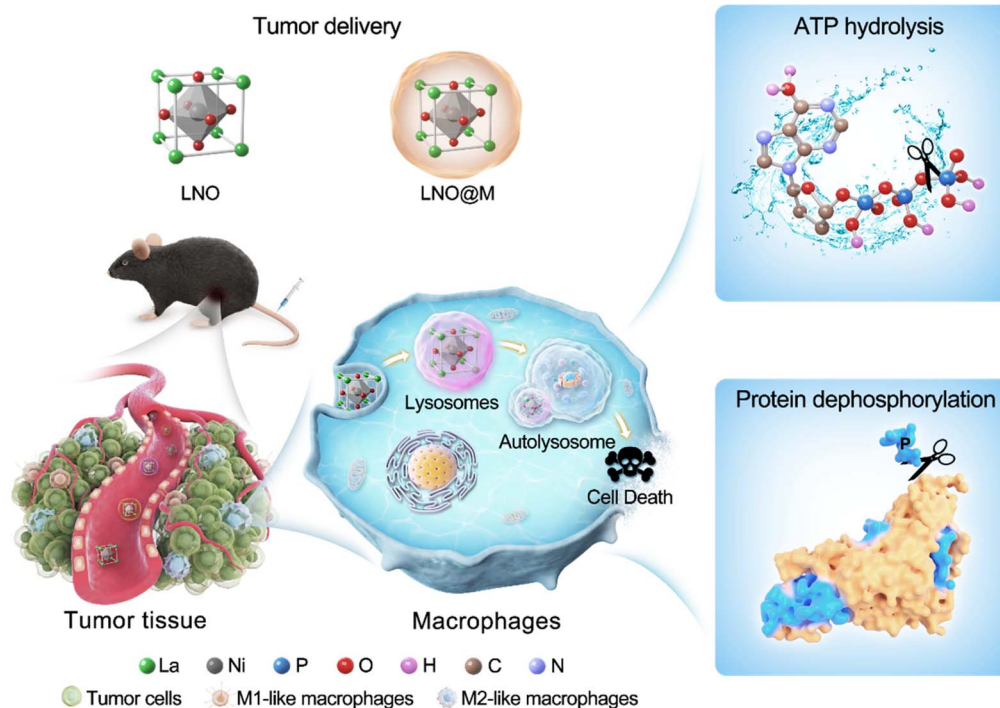 Tumor delivery
LNO
LNO@M
ATP hydrolysis
Lysosomes
Autolysosome
Cell Death
Protein dephosphorylation
P
Tumor tissue
Macrophages
La Ni P O H C N
Tumor cells M1-like macrophages M2-like macrophages